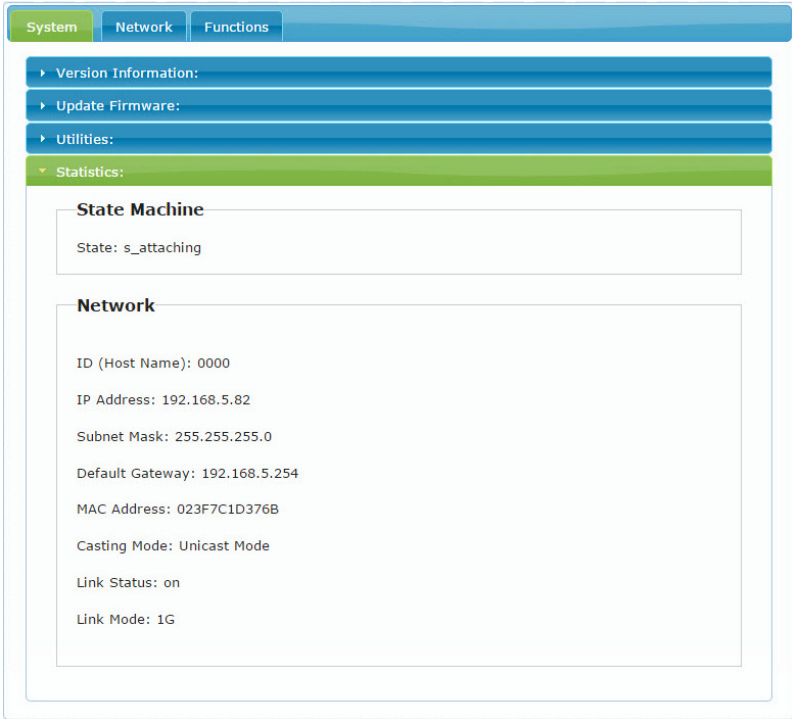 System Network Functions
Version Information:
Update Firmware:
Utilities:
Statistics:
State Machine
State: s_attaching
Network
ID (Host Name): 0000
IP Address: 192.168.5.82
Subnet Mask: 255.255.255.0
Default Gateway: 192.168.5.254
MAC Address: 023F7C1D376B
Casting Mode: Unicast Mode
Link Status: on
Link Mode: 1G